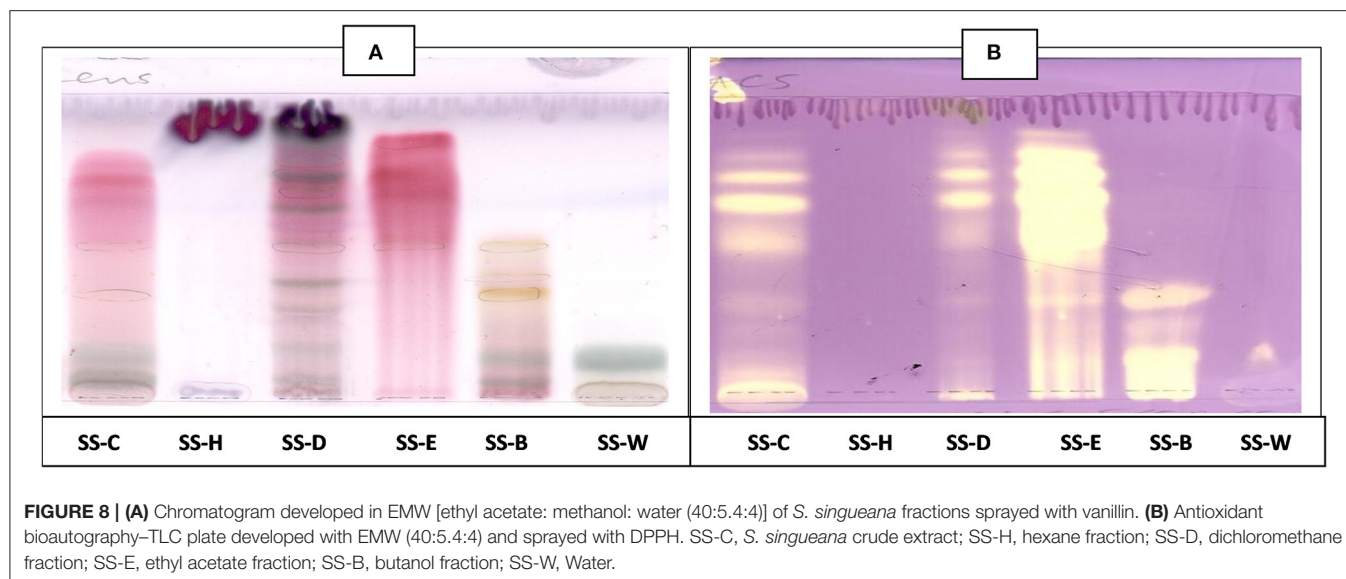 A
B
ens
CS
SS-C SS-H SS-D SS-E SS-B SS-W
SS-C SS-H SS-D SS-E SS-B SS-W
FIGURE 8 | (A) Chromatogram developed in EMW [ethyl acetate: methanol: water (40:5.4:4)] of S. singueana fractions sprayed with vanillin. (B) Antioxidant
bioautography–TLC plate developed with EMW (40:5.4:4) and sprayed with DPPH. SS-C, S. singueana crude extract; SS-H, hexane fraction; SS-D, dichloromethane
fraction; SS-E, ethyl acetate fraction; SS-B, butanol fraction; SS-W, Water.